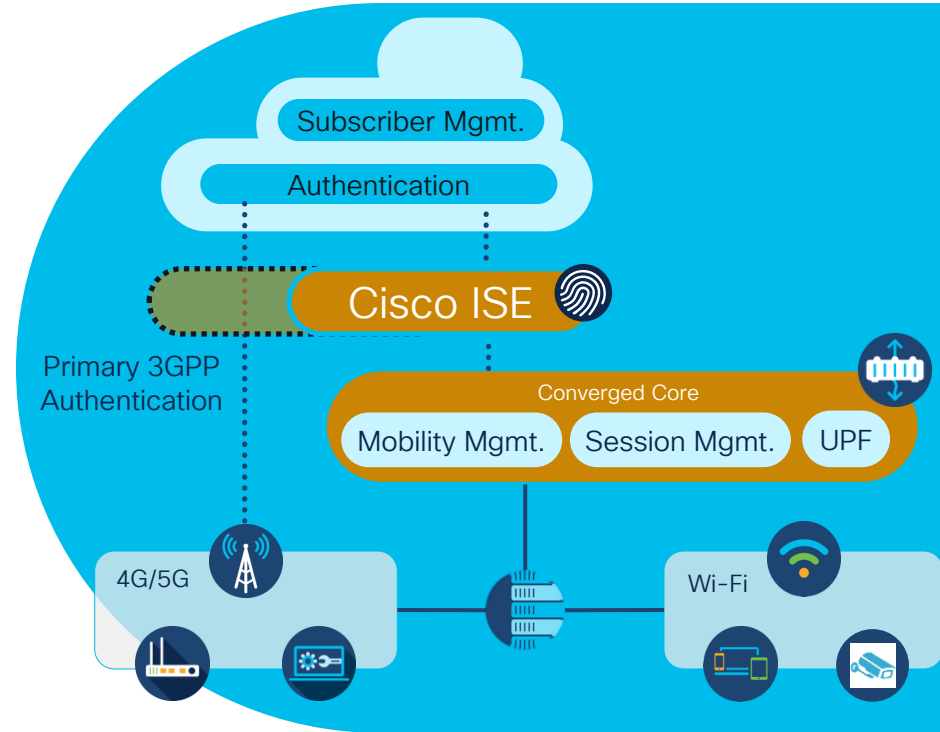 Subscriber Mgmt.
Authentication
Cisco ISE
Primary 3GPP
Authentication
Converged Core
Mobility Mgmt.
Session Mgmt.
UPF
4G/5G
Wi-Fi